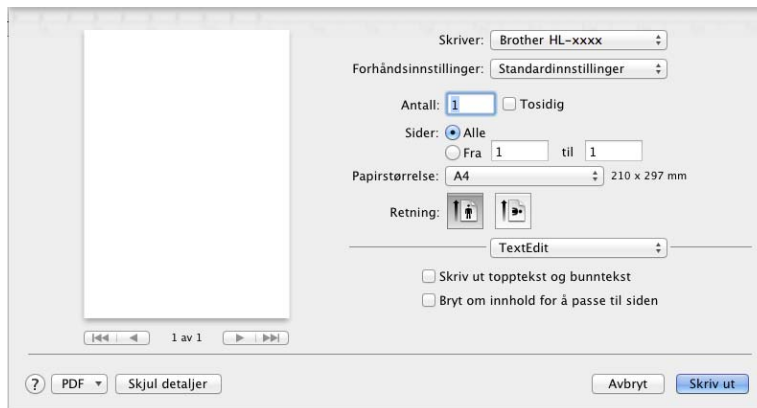 Skriver: Brother HL-xxxx
Forhåndsinnstillinger: Standardinnstillinger
Antall: 1 Tosidig
Sider: Alle
Fra 1 til 1
Papirstørrelse: A4 210 x 297 mm
Retning:
TextEdit
Skriv ut topptekst og bunntekst
Bryt om innhold for å passe til siden
1 av 1
? PDF Skjul detaljer Avbryt Skriv ut